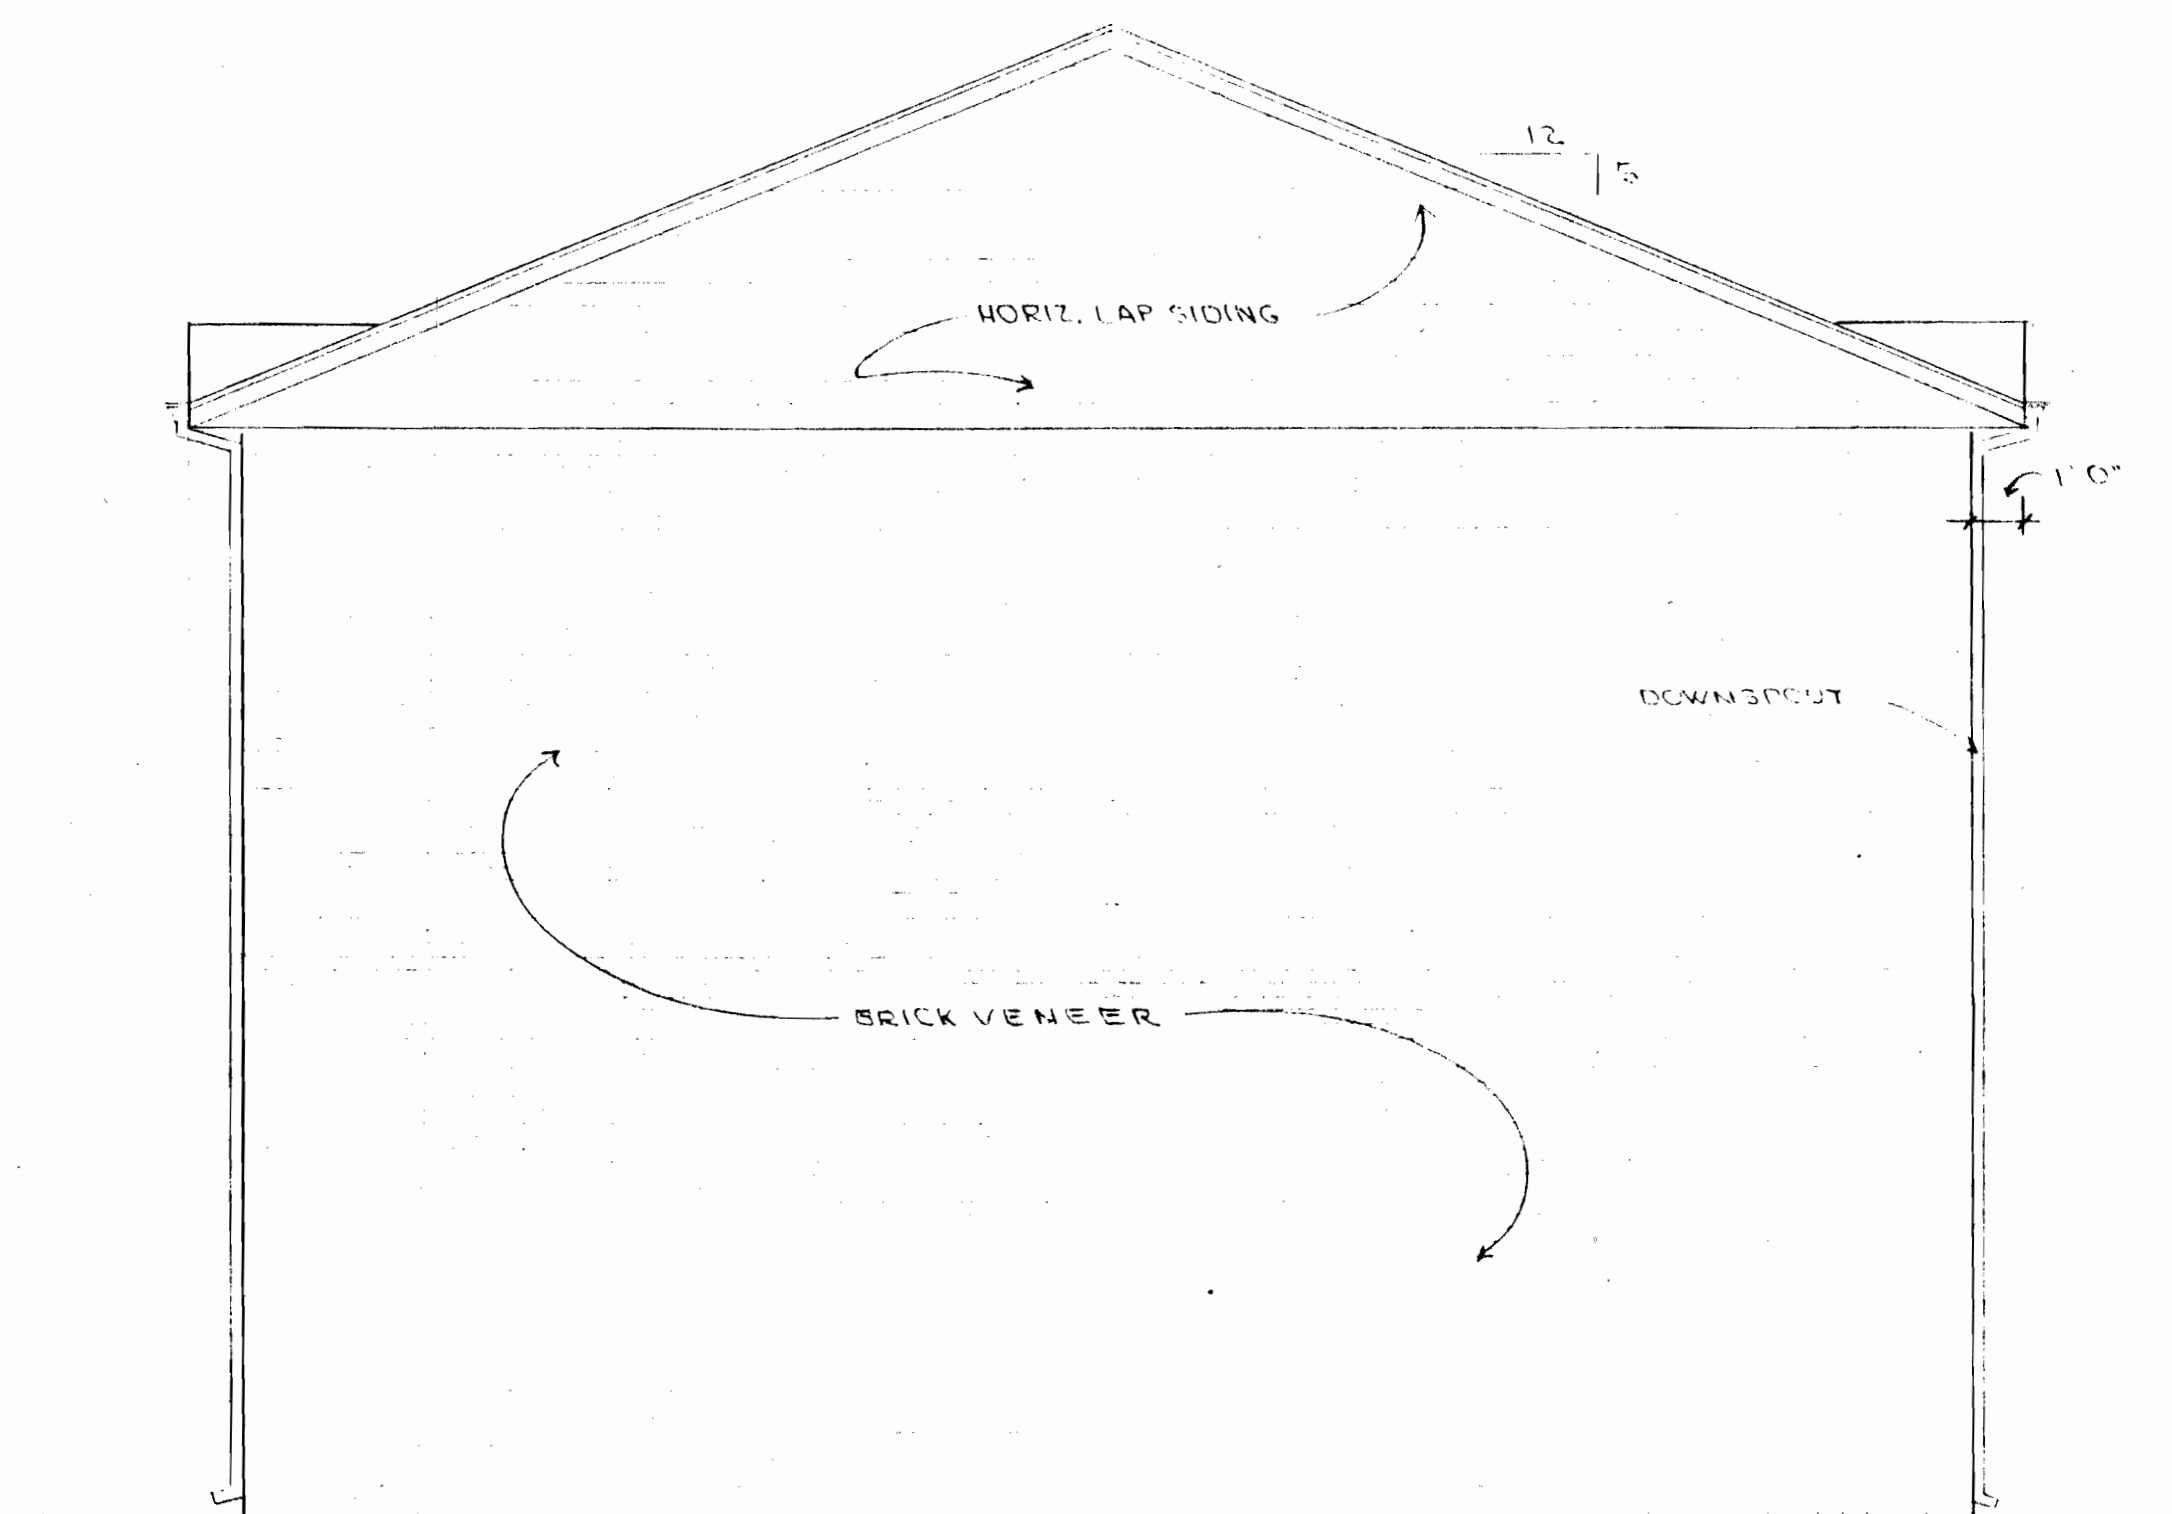 12
5
HORIZ. LAP SIDING
1'0"
DOWNSPOUT
BRICK VENEER